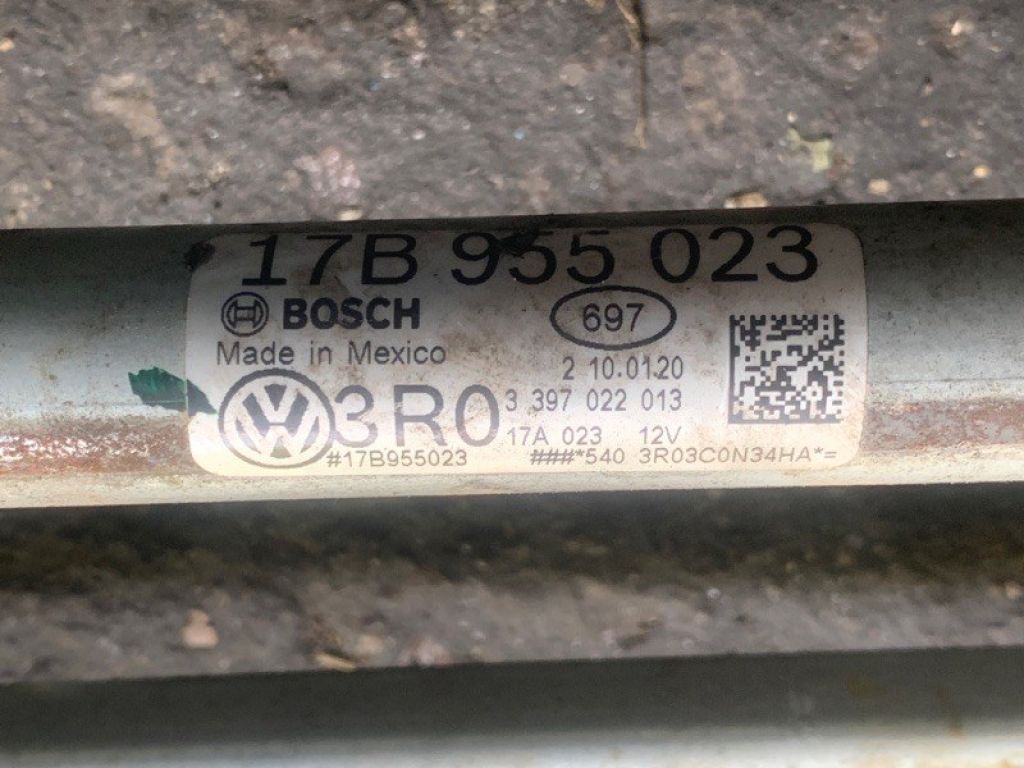 17B 955 023
BOSCH
697
Made in Mexico
2 10.01.20
3R0
3 397 022 013
17A 023 12V
#17B955023 ###*540 3R03C0N34HA*=